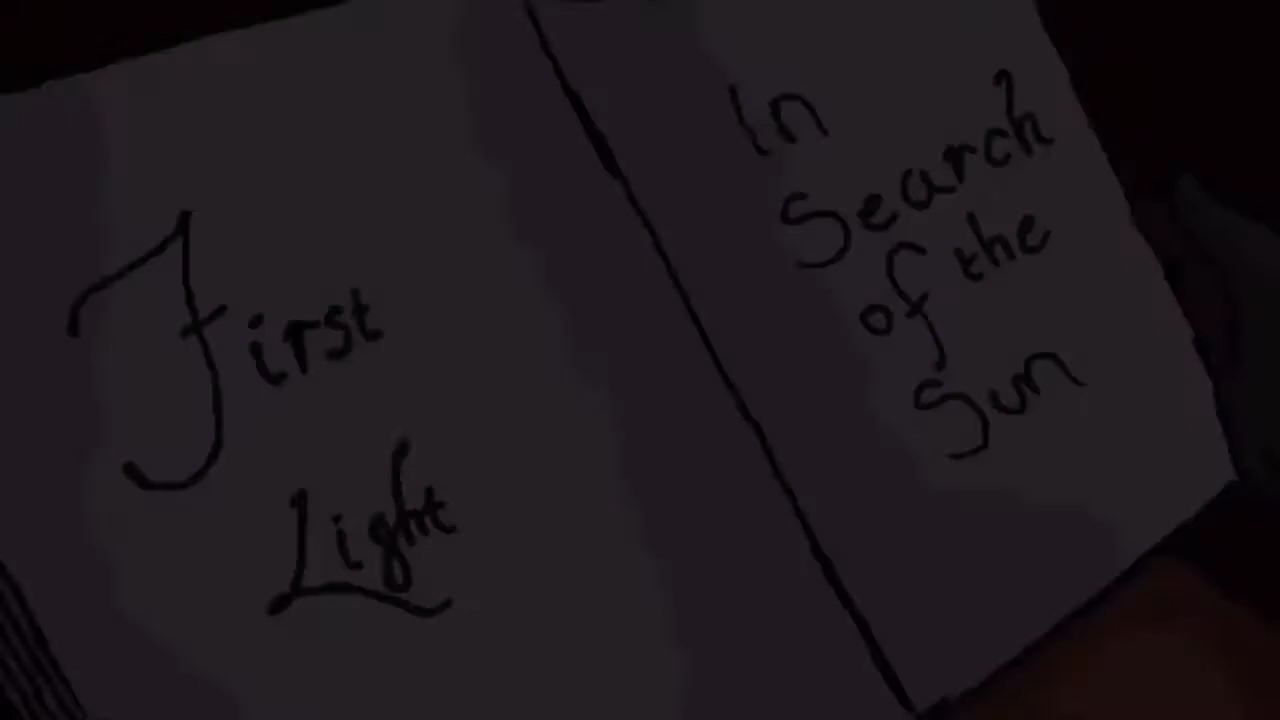 First
Light
In
Search
of the
Sun